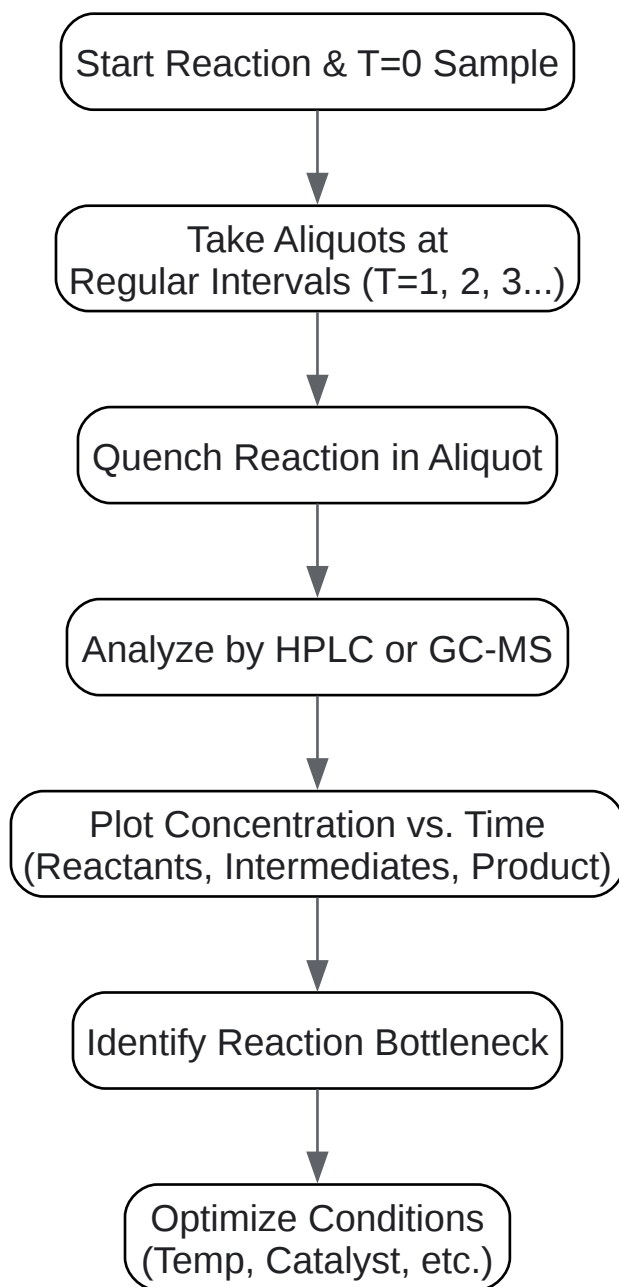 Start Reaction & T=0 Sample
Take Aliquots at
Regular Intervals (T=1, 2, 3...)
Quench Reaction in Aliquot
Analyze by HPLC or GC-MS
Plot Concentration vs. Time
(Reactants, Intermediates, Product)
Identify Reaction Bottleneck
Optimize Conditions
(Temp, Catalyst, etc.)